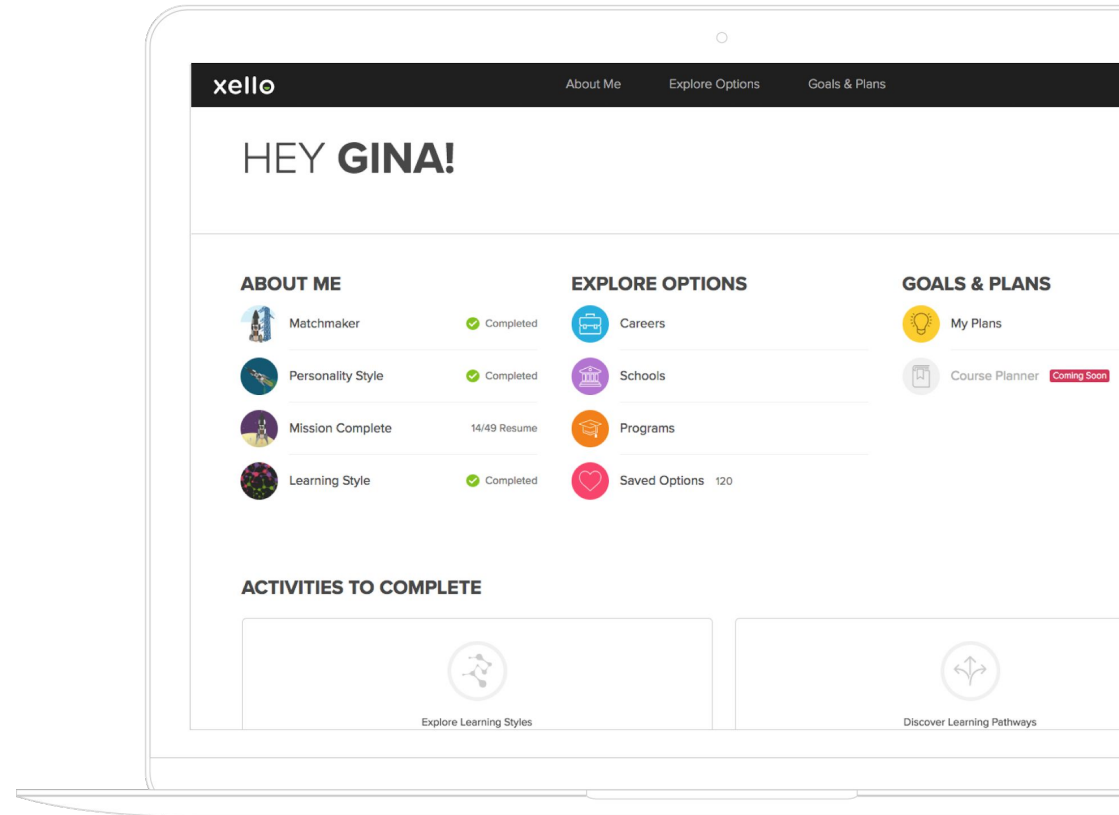 xello
About Me Explore Options Goals & Plans
HEY GINA!
ABOUT ME
Matchmaker Completed
Personality Style Completed
Mission Complete 14/49 Resume
Learning Style Completed
EXPLORE OPTIONS
Careers
Schools
Programs
Saved Options 120
GOALS & PLANS
My Plans
Course Planner Coming Soon
ACTIVITIES TO COMPLETE
Explore Learning Styles
Discover Learning Pathways